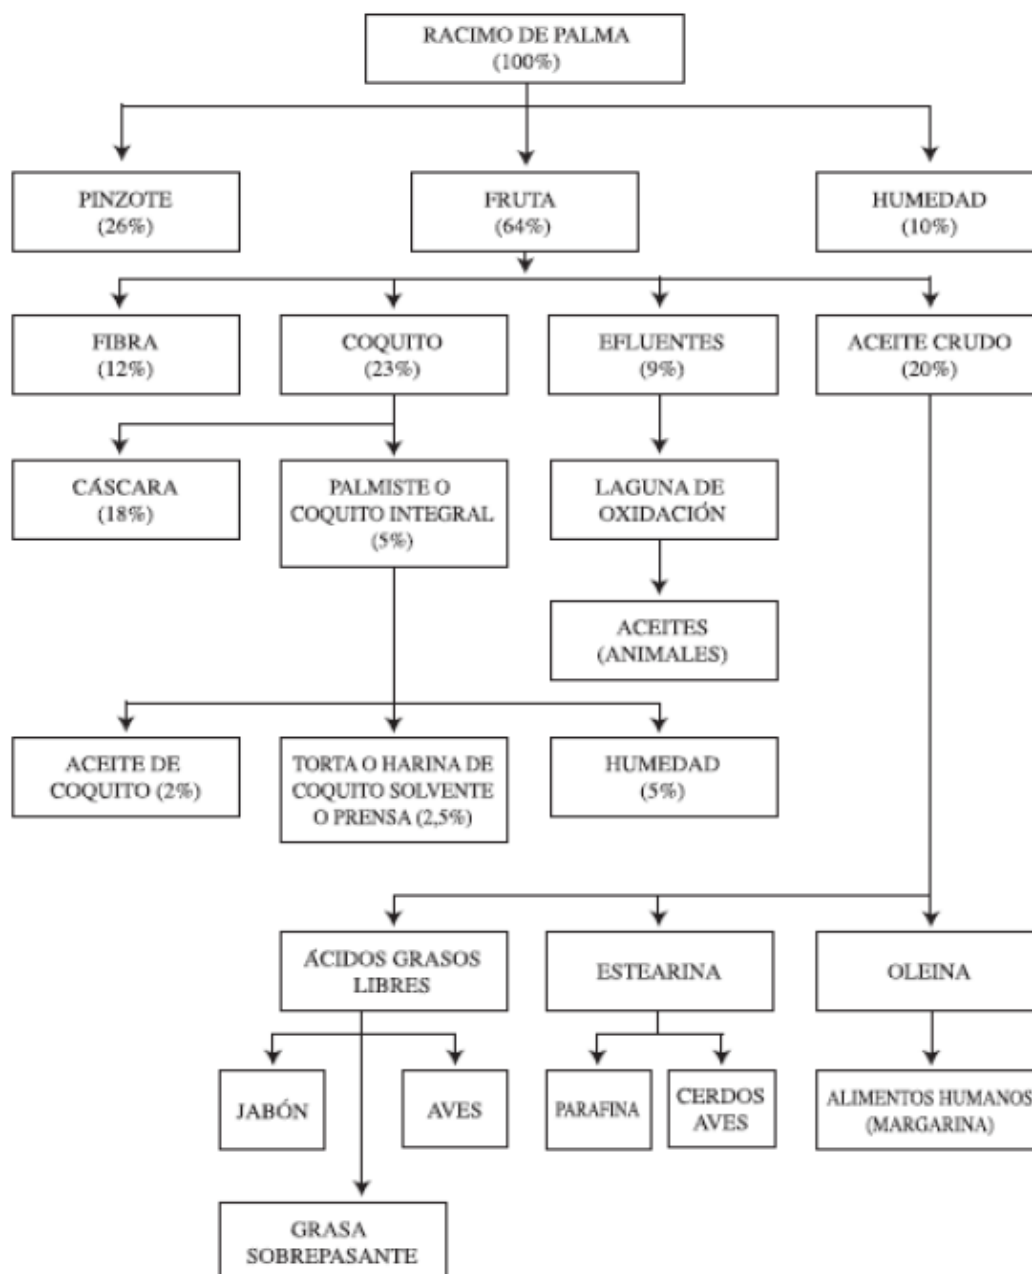 RACIMO DE PALMA
(100%)
PINZOTE
(26%)
FRUTA
(64%)
HUMEDAD
(10%)
FIBRA
(12%)
COQUITO
(23%)
EFLUENTES
(9%)
ACEITE CRUDO
(20%)
CÁSCARA
(18%)
PALMISTE O
COQUITO INTEGRAL
(5%)
LAGUNA DE
OXIDACIÓN
ACEITES
(ANIMALES)
ACEITE DE
COQUITO (2%)
TORTA O HARINA DE
COQUITO SOLVENTE
O PRENSA (2,5%)
HUMEDAD
(5%)
ÁCIDOS GRASOS
LIBRES
ESTEARINA
OLEINA
JABÓN
AVES
PARAFINA
CERDOS
AVES
ALIMENTOS HUMANOS
(MARGARINA)
GRASA
SOBREPASANTE